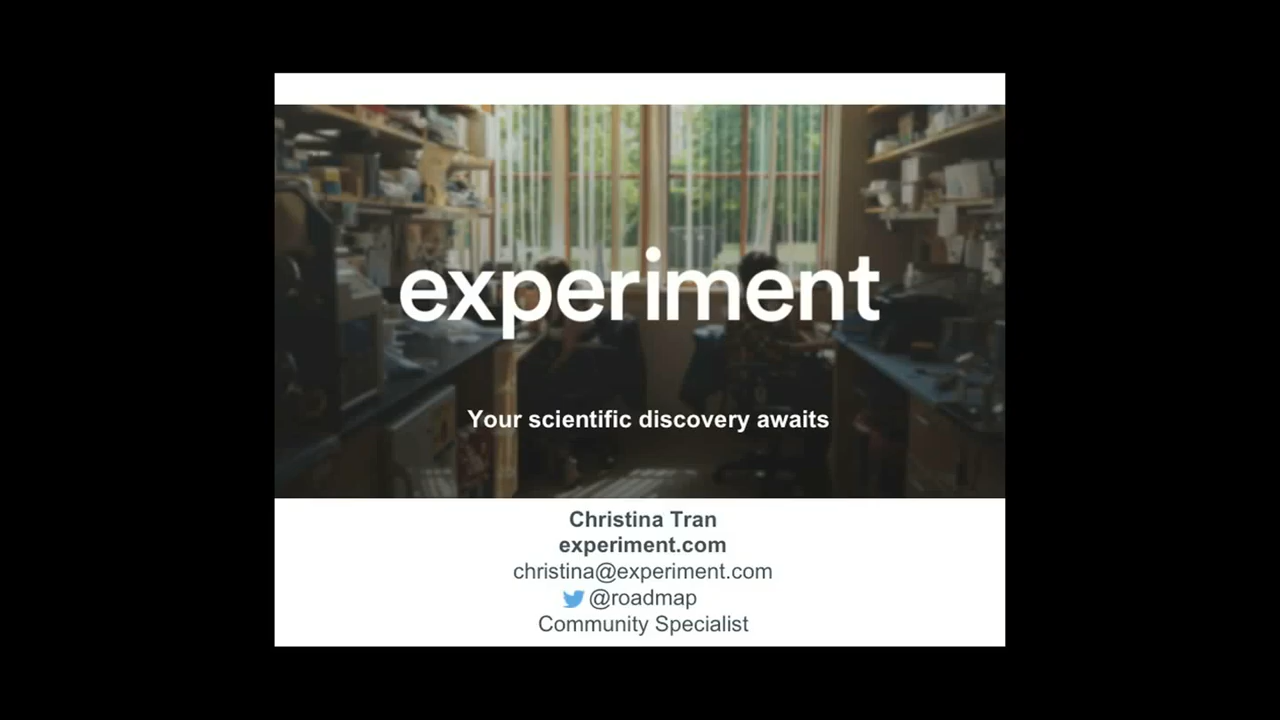 experiment
Your scientific discovery awaits
Christina Tran
experiment.com
christina@experiment.com
@roadmap
Community Specialist